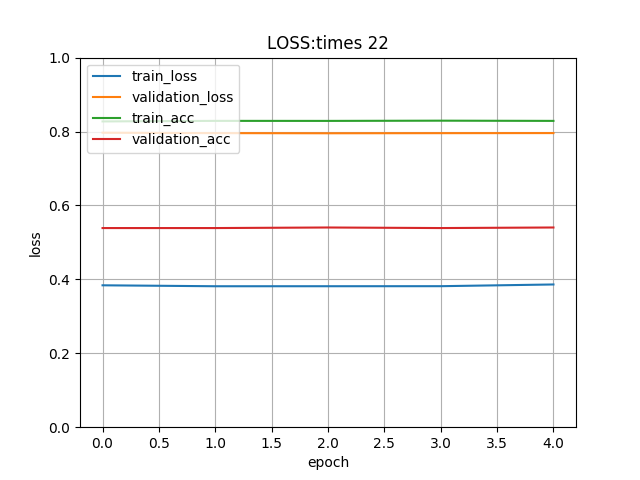 LOSS:times 22
1.0
0.8
0.6
0.4
0.2
0.0
loss
train_loss
validation_loss
train_acc
validation_acc
0.0 0.5 1.0 1.5 2.0 2.5 3.0 3.5 4.0
epoch